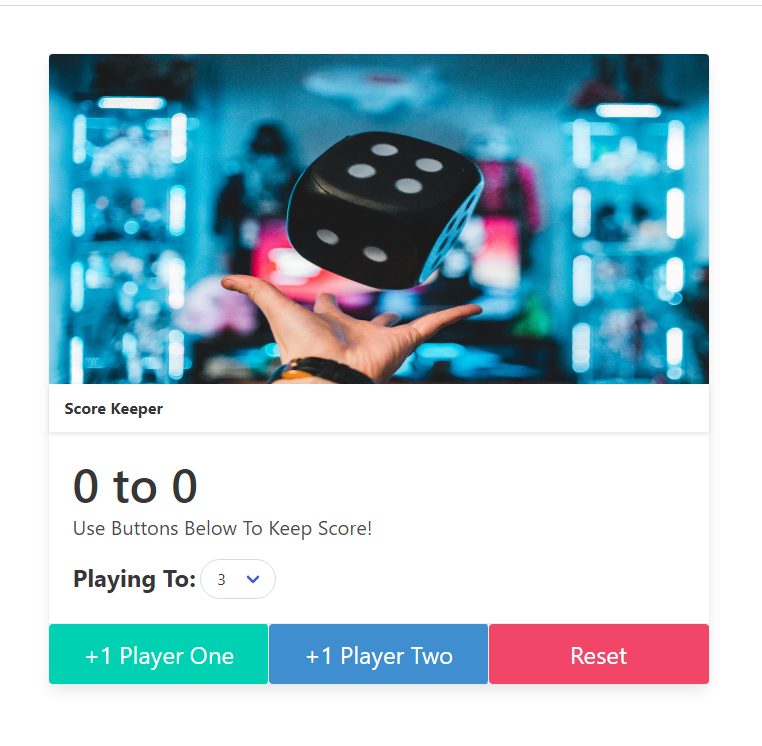 Score Keeper
0 to 0
Use Buttons Below To Keep Score!
Playing To: 3
+1 Player One +1 Player Two Reset